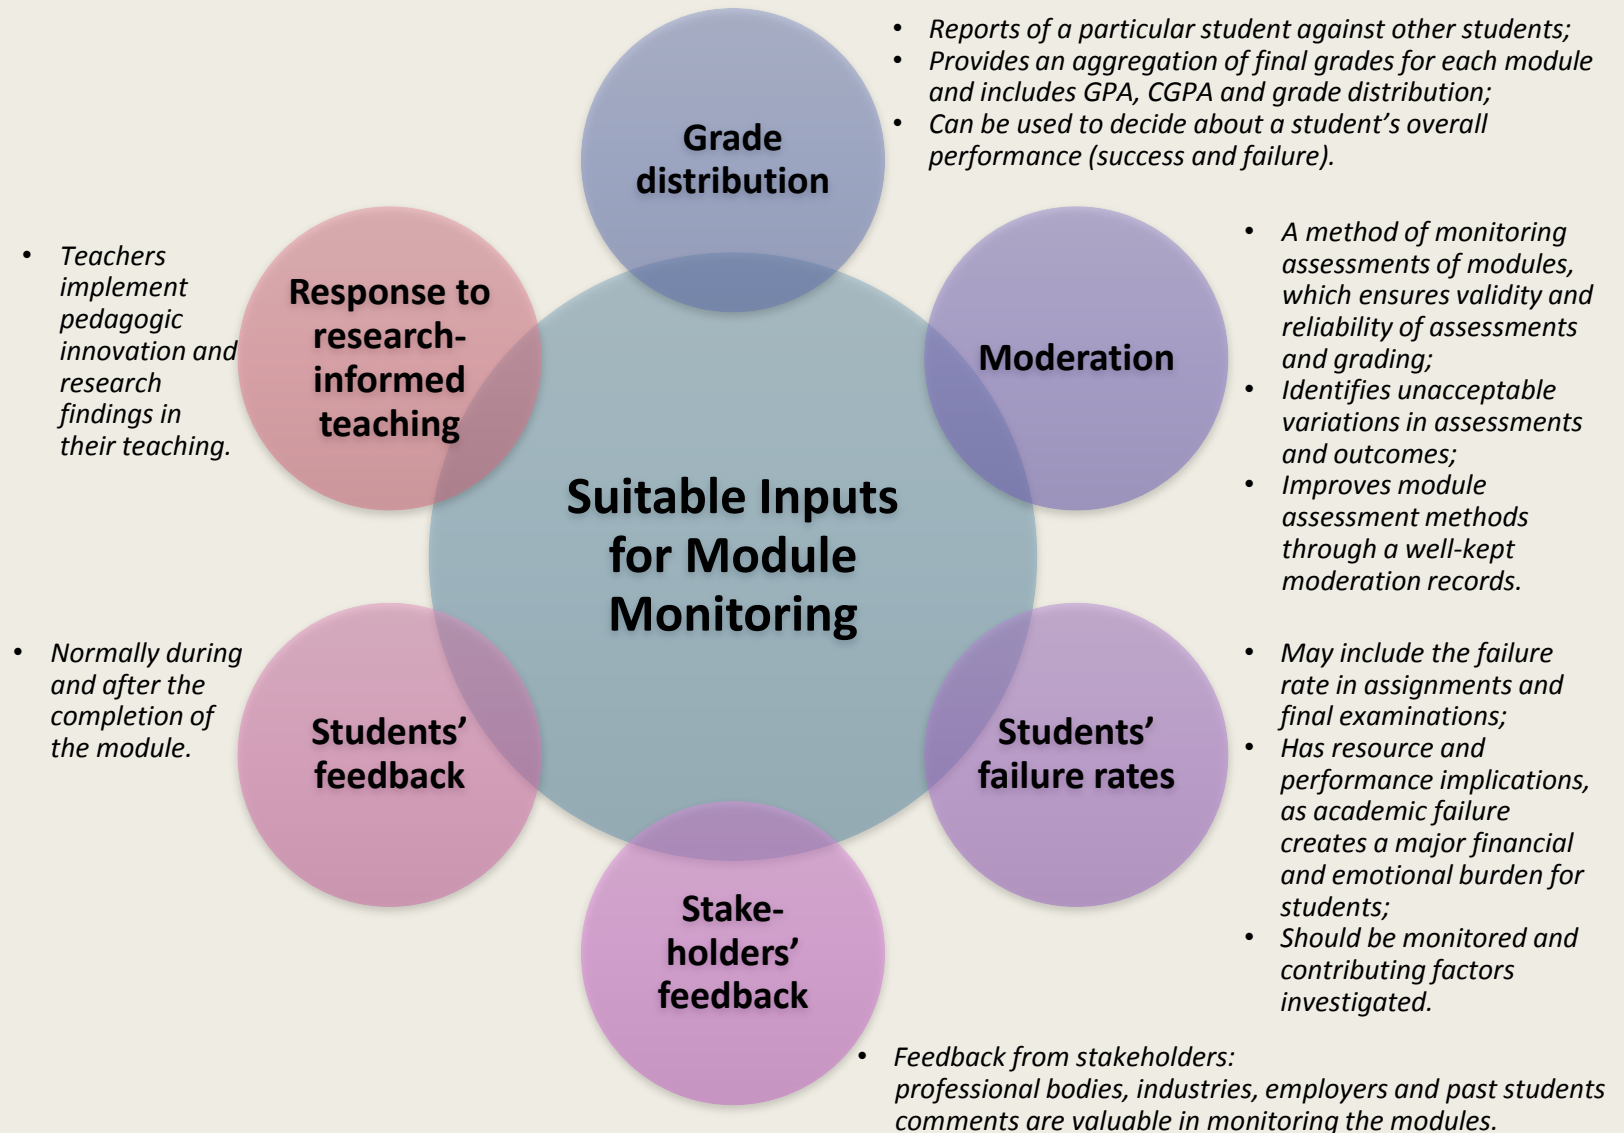 Grade
distribution
• Reports of a particular student against other students;
• Provides an aggregation of final grades for each module
and includes GPA, CGPA and grade distribution;
• Can be used to decide about a student’s overall
performance (success and failure).
Moderation
• A method of monitoring
assessments of modules,
which ensures validity and
reliability of assessments
and grading;
• Identifies unacceptable
variations in assessments
and outcomes;
• Improves module
assessment methods
through a well-kept
moderation records.
Students’
failure rates
• May include the failure
rate in assignments and
final examinations;
• Has resource and
performance implications,
as academic failure
creates a major financial
and emotional burden for
students;
• Should be monitored and
contributing factors
investigated.
Stake-
holders’
feedback
• Feedback from stakeholders:
professional bodies, industries, employers and past students
comments are valuable in monitoring the modules.
Students’
feedback
• Normally during
and after the
completion of
the module.
Response to
research-
informed
teaching
• Teachers
implement
pedagogic
innovation and
research
findings in
their teaching.
Suitable Inputs
for Module
Monitoring